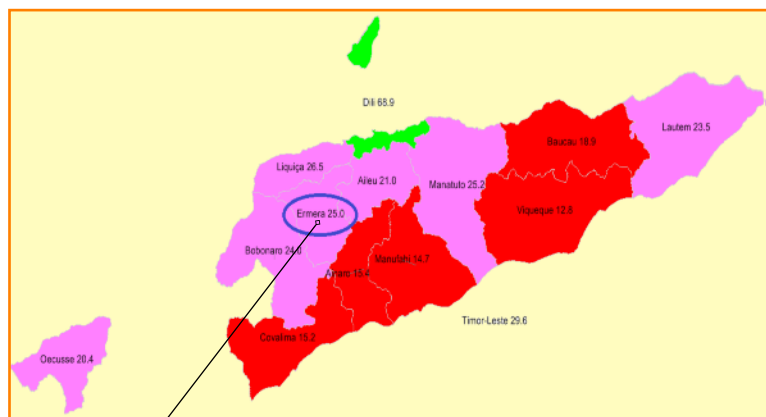 Dili 68.9
Lautem 23.5
Baucau 18.9
Liquiça 26.5
Aileu 21.0
Manatuto 25.2
Ermera 25.0
Viqueque 12.6
Bobonaro 24.0
Manufahi 14.7
Ainaro 15.4
Timor-Leste 29.6
Covalima 15.2
Oecusse 20.4